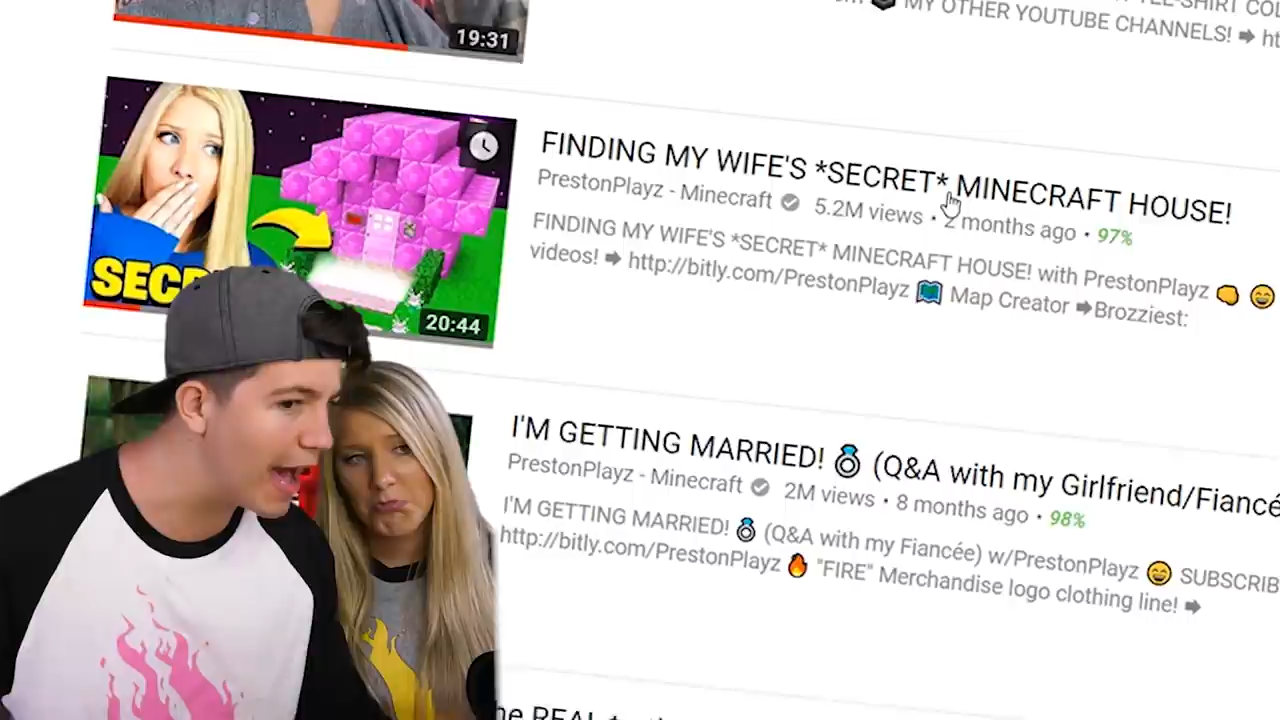 19:31
MY OTHER YOUTUBE CHANNELS! ➡
FINDING MY WIFE'S *SECRET* MINECRAFT HOUSE!
PrestonPlayz - Minecraft 5.2M views • 2 months ago • 97%
FINDING MY WIFE'S *SECRET* MINECRAFT HOUSE! with PrestonPlayz 👊 😄
videos! ➡ http://bitly.com/PrestonPlayz 🗺 Map Creator ➡Brozziest:
SEC
20:44
I'M GETTING MARRIED! 💍 (Q&A with my Girlfriend/Fiancé
PrestonPlayz - Minecraft 2M views • 8 months ago • 98%
I'M GETTING MARRIED! 💍 (Q&A with my Fiancée) w/PrestonPlayz 😄 SUBSCRIB
http://bitly.com/PrestonPlayz 🔥 "FIRE" Merchandise logo clothing line! ➡